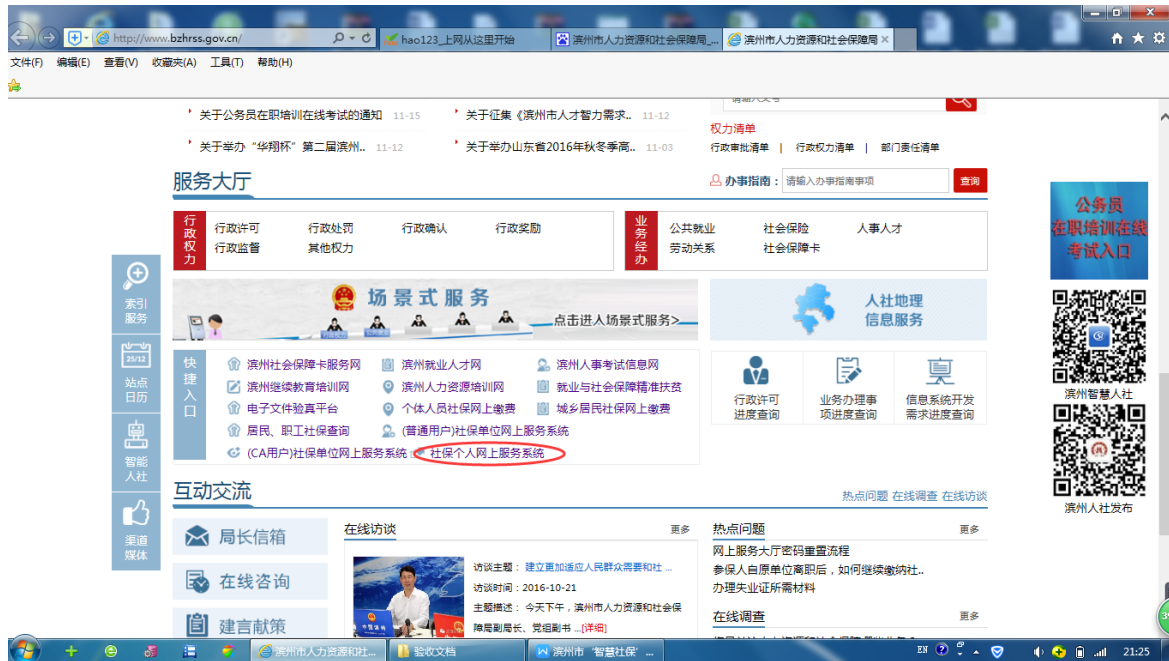 http://www.bzhrss.gov.cn/
hao123_上网从这里开始
滨州市人力资源和社会保障局_...
滨州市人力资源和社会保障局
文件(F) 编辑(E) 查看(V) 收藏夹(A) 工具(T) 帮助(H)
关于公务员在职培训在线考试的通知 11-15
关于征集《滨州市人才智力需求.. 11-12
关于举办“华翔杯”第二届滨州.. 11-12
关于举办山东省2016年秋冬季高.. 11-03
权力清单
行政审批清单 | 行政权力清单 | 部门责任清单
服务大厅
办事指南： 请输入办事指南事项 查询
行政权力
行政许可 行政处罚 行政确认 行政奖励
行政监督 其他权力
业务经办
公共就业 社会保险 人事人才
劳动关系 社会保障卡
公务员
在职培训在线
考试入口
索引
服务
站点
日历
智能
人社
渠道
媒体
场景式服务
点击进入场景式服务>
人社地理
信息服务
快捷入口
滨州社会保障卡服务网 滨州就业人才网 滨州人事考试信息网
滨州继续教育培训网 滨州人力资源培训网 就业与社会保障精准扶贫
电子文件验真平台 个体人员社保网上缴费 城乡居民社保网上缴费
居民、职工社保查询 (普通用户)社保单位网上服务系统
(CA用户)社保单位网上服务系统 社保个人网上服务系统
行政许可
进度查询
业务办理事
项进度查询
信息系统开发
需求进度查询
滨州智慧人社
滨州人社发布
互动交流
热点问题 在线调查 在线访谈
局长信箱
在线咨询
建言献策
在线访谈 更多
访谈主题： 建立更加适应人民群众需要和社 ...
访谈时间：2016-10-21
主题描述： 今天下午，滨州市人力资源和社会保
障局副局长、党组副书 ...[详细]
热点问题 更多
网上服务大厅密码重置流程
参保人自原单位离职后，如何继续缴纳社..
办理失业证所需材料
在线调查 更多
滨州市人力资源和社...
验收文档
滨州市“智慧社保” ...
EN
21:25